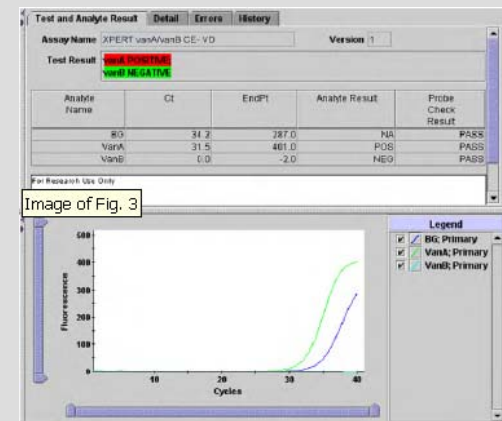 Test and Analyte Result Detail Errors History
Assay Name XPERT vanA/vanB CE- VD Version 1
Test Result vanA POSITIVE
vanB NEGATIVE
Analyte Name Ct EndPt Analyte Result Probe Check Result
BG 34.2 287.0 NA PASS
VanA 31.5 401.0 POS PASS
VanB 0.0 -2.0 NEG PASS
For Research Use Only
Image of Fig. 3
Legend
BG; Primary
VanA; Primary
VanB; Primary
Fluorescence
500
400
300
200
100
0
10 20 30 40
Cycles